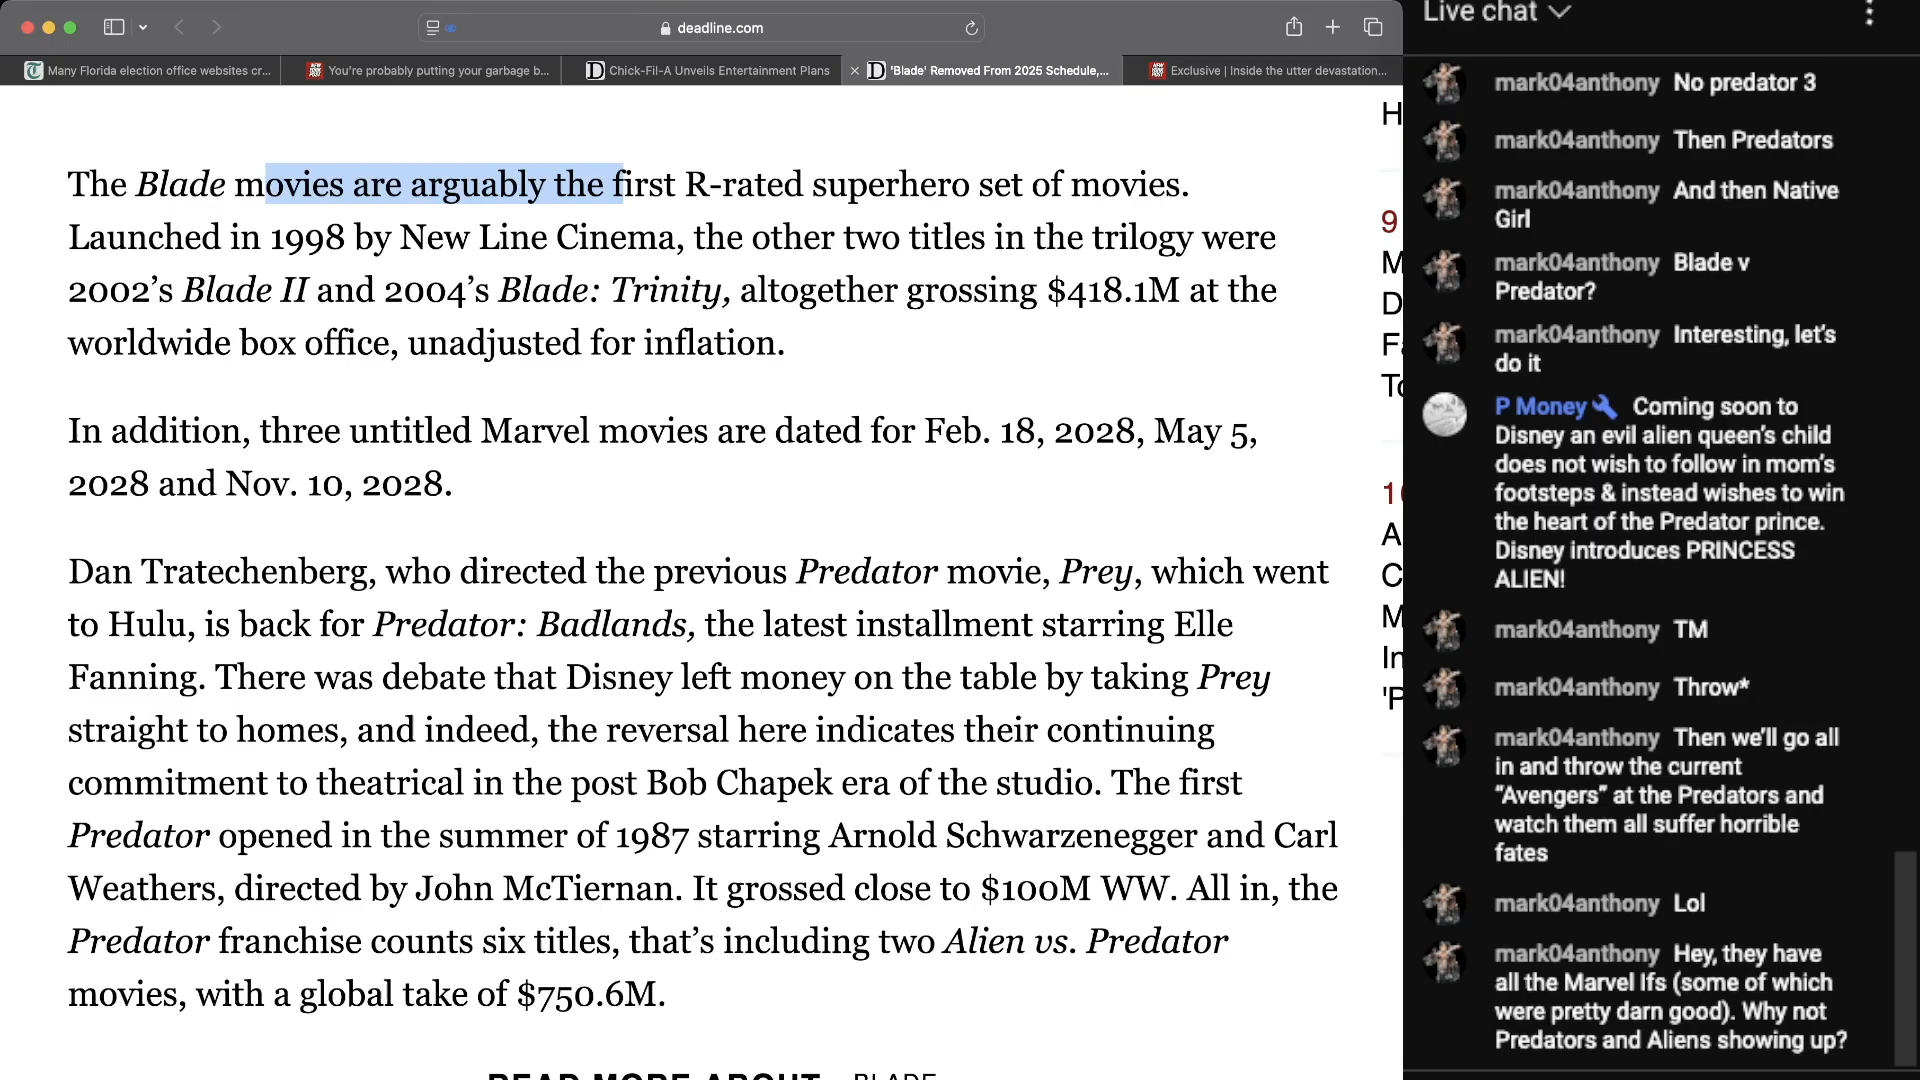 deadline.com
Many Florida election office websites cr...
You're probably putting your garbage b...
Chick-Fil-A Unveils Entertainment Plans
'Blade' Removed From 2025 Schedule,...
Exclusive | Inside the utter devastation...
The Blade movies are arguably the first R-rated superhero set of movies.
Launched in 1998 by New Line Cinema, the other two titles in the trilogy were
2002’s Blade II and 2004’s Blade: Trinity, altogether grossing $418.1M at the
worldwide box office, unadjusted for inflation.
In addition, three untitled Marvel movies are dated for Feb. 18, 2028, May 5,
2028 and Nov. 10, 2028.
Dan Tratechenberg, who directed the previous Predator movie, Prey, which went
to Hulu, is back for Predator: Badlands, the latest installment starring Elle
Fanning. There was debate that Disney left money on the table by taking Prey
straight to homes, and indeed, the reversal here indicates their continuing
commitment to theatrical in the post Bob Chapek era of the studio. The first
Predator opened in the summer of 1987 starring Arnold Schwarzenegger and Carl
Weathers, directed by John McTiernan. It grossed close to $100M WW. All in, the
Predator franchise counts six titles, that’s including two Alien vs. Predator
movies, with a global take of $750.6M.
READ MORE ABOUT BLADE
H
9
M
D
Fa
To
10
A
C
M
In
'P
Live chat
mark04anthony No predator 3
mark04anthony Then Predators
mark04anthony And then Native
Girl
mark04anthony Blade v
Predator?
mark04anthony Interesting, let’s
do it
P Money Coming soon to
Disney an evil alien queen’s child
does not wish to follow in mom’s
footsteps & instead wishes to win
the heart of the Predator prince.
Disney introduces PRINCESS
ALIEN!
mark04anthony TM
mark04anthony Throw*
mark04anthony Then we’ll go all
in and throw the current
“Avengers” at the Predators and
watch them all suffer horrible
fates
mark04anthony Lol
mark04anthony Hey, they have
all the Marvel Ifs (some of which
were pretty darn good). Why not
Predators and Aliens showing up?